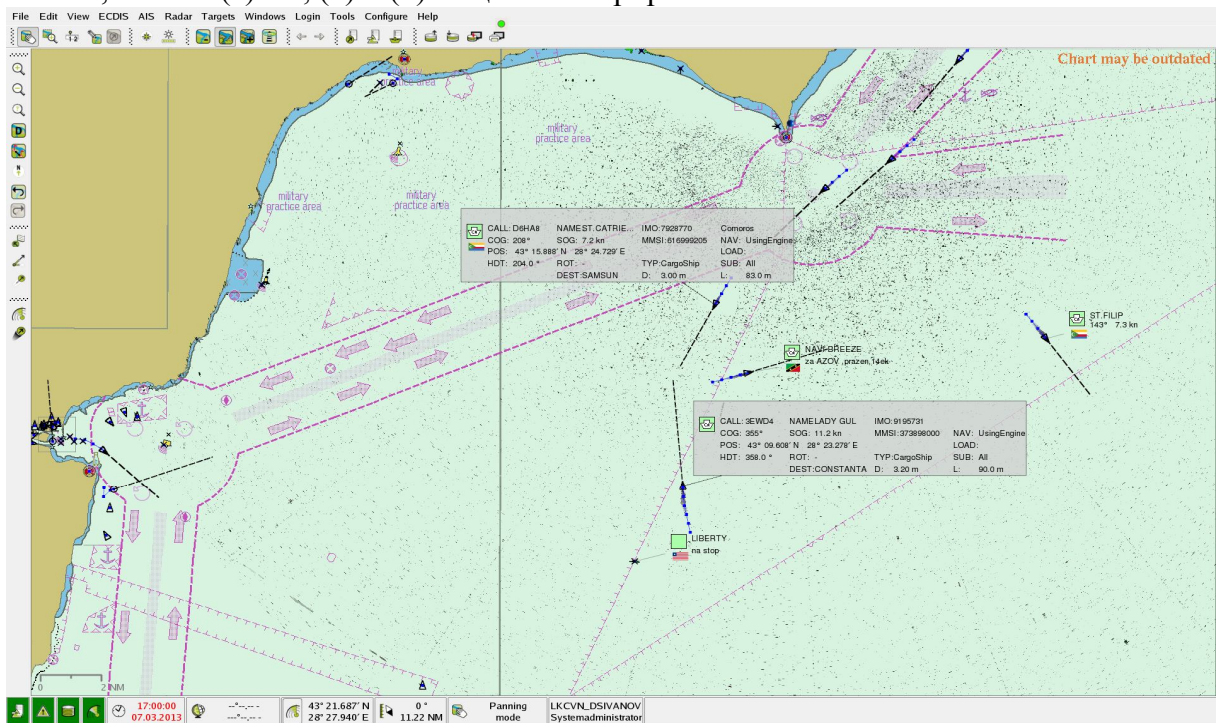 File Edit View ECDIS AIS Radar Targets Windows Login Tools Configure Help
Chart may be outdated
military
practice area
military
practice area
military
practice area
military
practice area
CALL: D6HA8 NAMEST.CATRIE... IMO:7928770 Comoros
COG: 208° SOG: 7.2 kn MMSI:616999205 NAV: UsingEngine
POS: 43° 15.888' N 28° 24.729' E LOAD:
HDT: 204.0 ° ROT: - TYP:CargoShip SUB: All
DEST:SAMSUN D: 3.00 m L: 83.0 m
ST.FILIP
143° 7.3 kn
NAVI BREEZE
za AZOV ,prazen,14ek
CALL: 3EWD4 NAMELADY GUL IMO:9195731
COG: 355° SOG: 11.2 kn MMSI:373898000 NAV: UsingEngine
POS: 43° 09.608' N 28° 23.278' E LOAD:
HDT: 358.0 ° ROT: - TYP:CargoShip SUB: All
DEST:CONSTANTA D: 3.20 m L: 90.0 m
LIBERTY
na stop
0 2 NM
17:00:00
07.03.2013
--°--.-- -
---°--.-- -
43° 21.687' N
28° 27.940' E
0 °
11.22 NM
Panning
mode
LKCVN_DSIVANOV
Systemadministrator